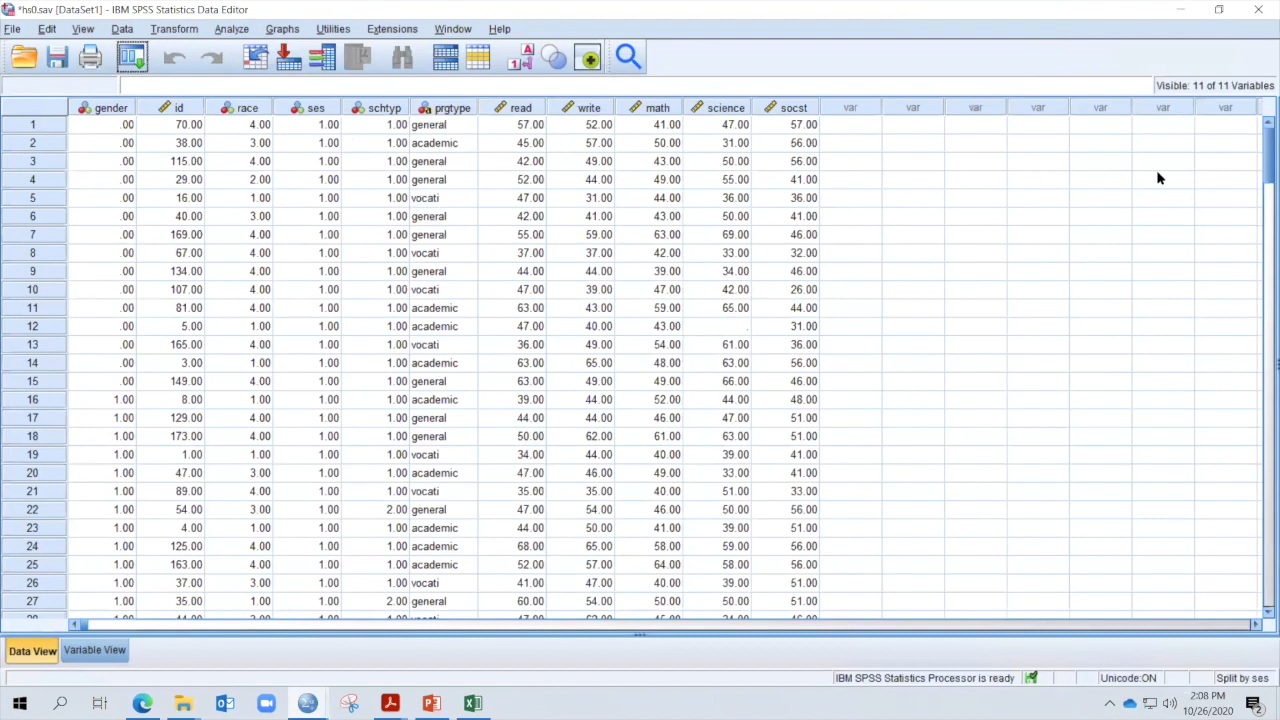 *hs0.sav [DataSet1] - IBM SPSS Statistics Data Editor
File Edit View Data Transform Analyze Graphs Utilities Extensions Window Help
Visible: 11 of 11 Variables
gender id race ses schtyp prgtype read write math science socst var var var var var var var
1 .00 70.00 4.00 1.00 1.00 general 57.00 52.00 41.00 47.00 57.00
2 .00 38.00 3.00 1.00 1.00 academic 45.00 57.00 50.00 31.00 56.00
3 .00 115.00 4.00 1.00 1.00 general 42.00 49.00 43.00 50.00 56.00
4 .00 29.00 2.00 1.00 1.00 general 52.00 44.00 49.00 55.00 41.00
5 .00 16.00 1.00 1.00 1.00 vocati 47.00 31.00 44.00 36.00 36.00
6 .00 40.00 3.00 1.00 1.00 general 42.00 41.00 43.00 50.00 41.00
7 .00 169.00 4.00 1.00 1.00 general 55.00 59.00 63.00 69.00 46.00
8 .00 67.00 4.00 1.00 1.00 vocati 37.00 37.00 42.00 33.00 32.00
9 .00 134.00 4.00 1.00 1.00 general 44.00 44.00 39.00 34.00 46.00
10 .00 107.00 4.00 1.00 1.00 vocati 47.00 39.00 47.00 42.00 26.00
11 .00 81.00 4.00 1.00 1.00 academic 63.00 43.00 59.00 65.00 44.00
12 .00 5.00 1.00 1.00 1.00 academic 47.00 40.00 43.00 . 31.00
13 .00 165.00 4.00 1.00 1.00 vocati 36.00 49.00 54.00 61.00 36.00
14 .00 3.00 1.00 1.00 1.00 academic 63.00 65.00 48.00 63.00 56.00
15 .00 149.00 4.00 1.00 1.00 general 63.00 49.00 49.00 66.00 46.00
16 1.00 8.00 1.00 1.00 1.00 academic 39.00 44.00 52.00 44.00 48.00
17 1.00 129.00 4.00 1.00 1.00 general 44.00 44.00 46.00 47.00 51.00
18 1.00 173.00 4.00 1.00 1.00 general 50.00 62.00 61.00 63.00 51.00
19 1.00 1.00 1.00 1.00 1.00 vocati 34.00 44.00 40.00 39.00 41.00
20 1.00 47.00 3.00 1.00 1.00 academic 47.00 46.00 49.00 33.00 41.00
21 1.00 89.00 4.00 1.00 1.00 vocati 35.00 35.00 40.00 51.00 33.00
22 1.00 54.00 3.00 1.00 2.00 general 47.00 54.00 46.00 50.00 56.00
23 1.00 4.00 1.00 1.00 1.00 academic 44.00 50.00 41.00 39.00 51.00
24 1.00 125.00 4.00 1.00 1.00 academic 68.00 65.00 58.00 59.00 56.00
25 1.00 163.00 4.00 1.00 1.00 academic 52.00 57.00 64.00 58.00 56.00
26 1.00 37.00 3.00 1.00 1.00 vocati 41.00 47.00 40.00 39.00 51.00
27 1.00 35.00 1.00 1.00 2.00 general 60.00 54.00 50.00 50.00 51.00
Data View Variable View
IBM SPSS Statistics Processor is ready Unicode:ON Split by ses
2:08 PM
10/26/2020